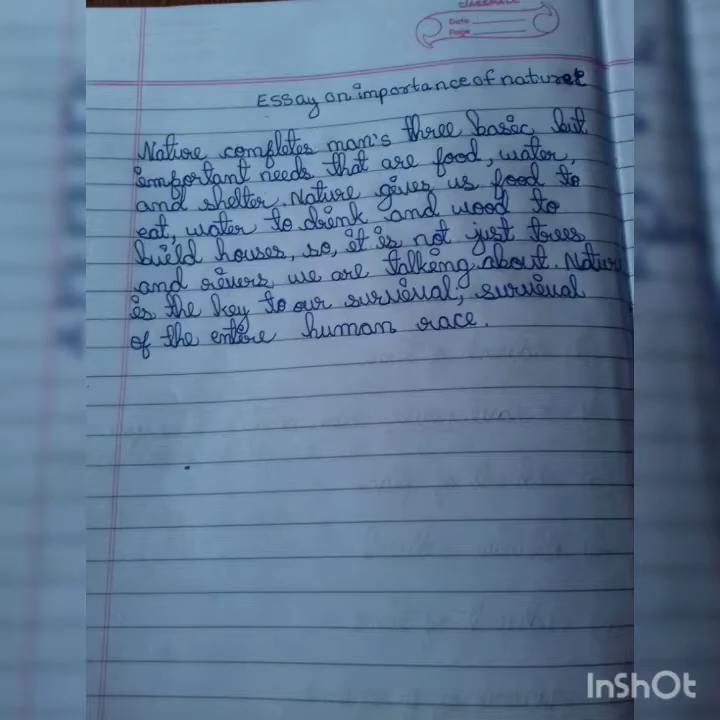 Date
Page
Essay on importance of nature
Nature completes man's three basic but
important needs that are food, water,
and shelter. Nature gives us food to
eat, water to drink and wood to
build houses, so, it is not just trees
and rivers we are talking about. Natur
is the key to our survival, survival
of the entire human race.
InShOt